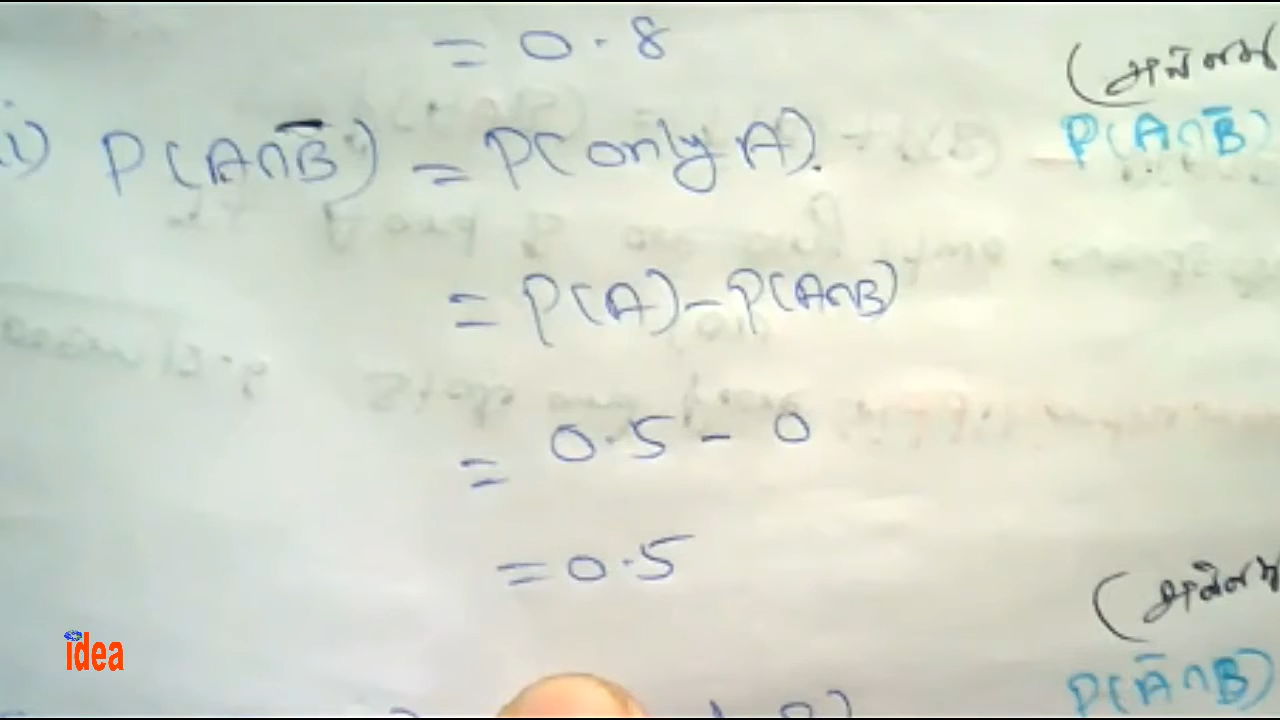 = 0.8
i) P(A∩B̅) = P(only A).
P(A∩B̅)
= P(A) - P(A∩B)
= 0.5 - 0
= 0.5
P(A̅∩B)
idea